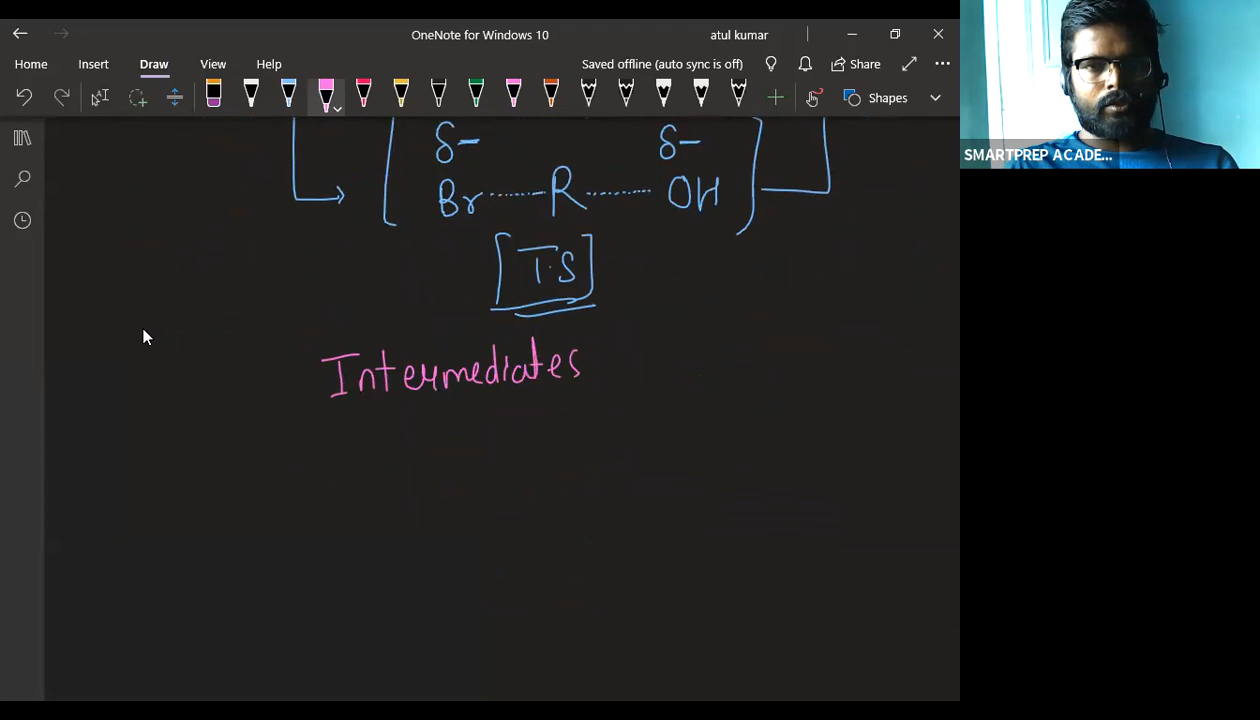 OneNote for Windows 10
atul kumar
Home Insert Draw View Help
Saved offline (auto sync is off)
Share
Shapes
SMARTPREP ACADE...
δ− δ−
Br R OH
T.S
Intermediates